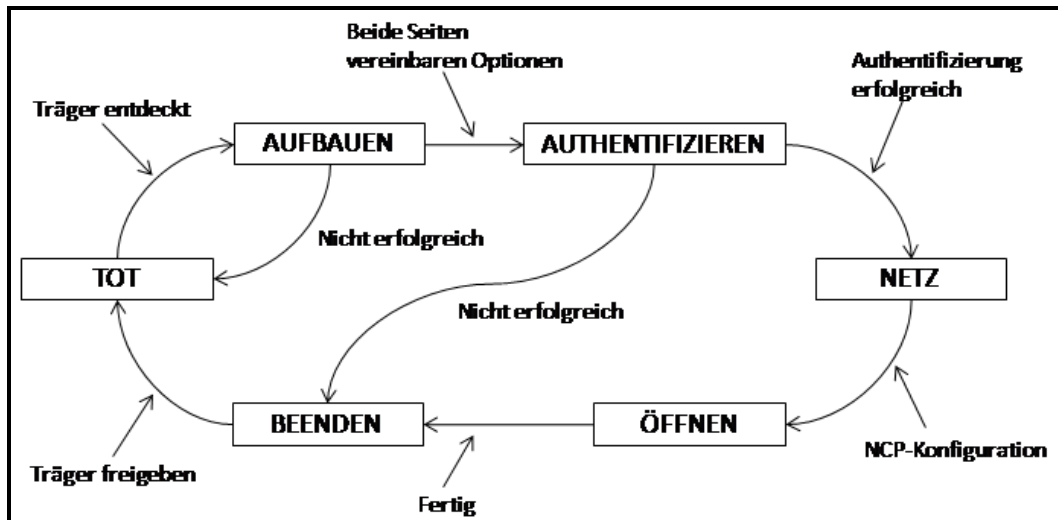 Beide Seiten
vereinbaren Optionen
Authentifizierung
erfolgreich
Träger entdeckt
AUFBAUEN
AUTHENTIFIZIEREN
Nicht erfolgreich
TOT
NETZ
Nicht erfolgreich
BEENDEN
ÖFFNEN
NCP-Konfiguration
Träger freigeben
Fertig